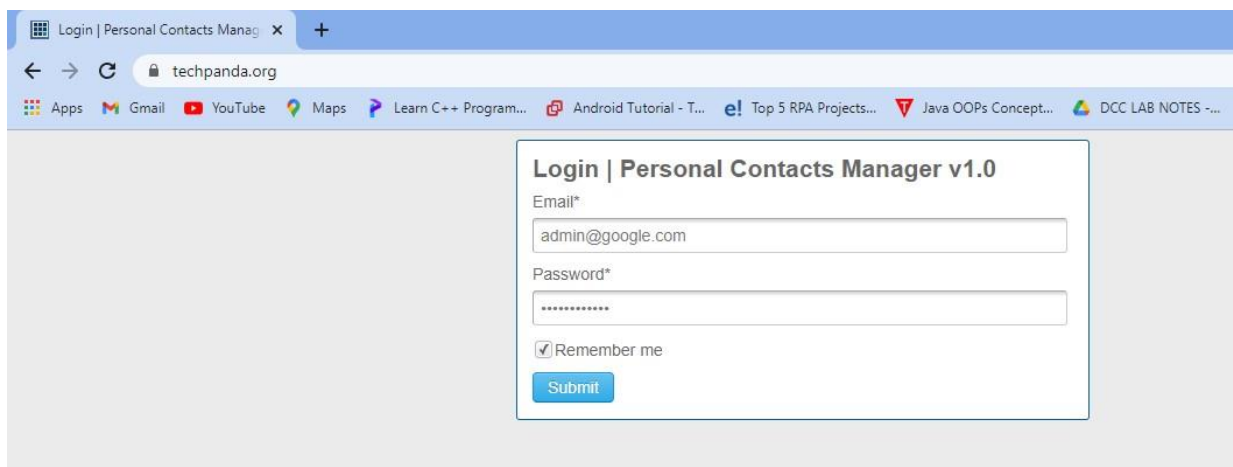 Login | Personal Contacts Manag
techpanda.org
Apps Gmail YouTube Maps Learn C++ Program... Android Tutorial - T... Top 5 RPA Projects... Java OOPs Concept... DCC LAB NOTES -...
Login | Personal Contacts Manager v1.0
Email*
admin@google.com
Password*
••••••••••••
Remember me
Submit